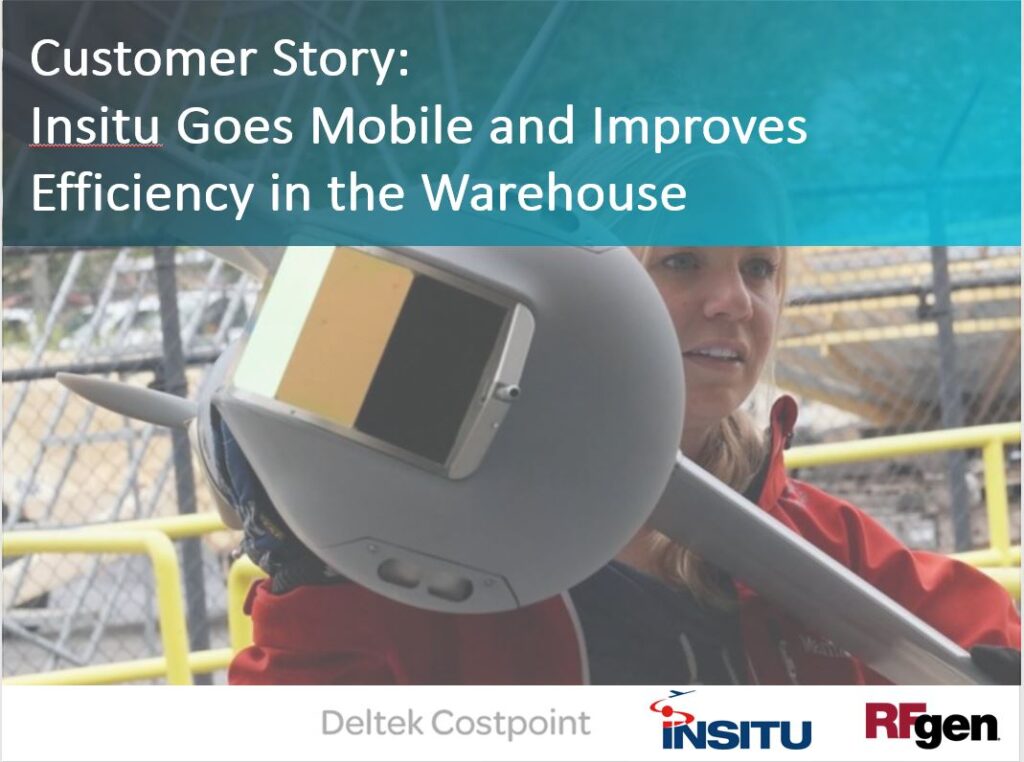 Customer Story:
Insitu Goes Mobile and Improves
Efficiency in the Warehouse
Deltek Costpoint
INSITU
RFgen